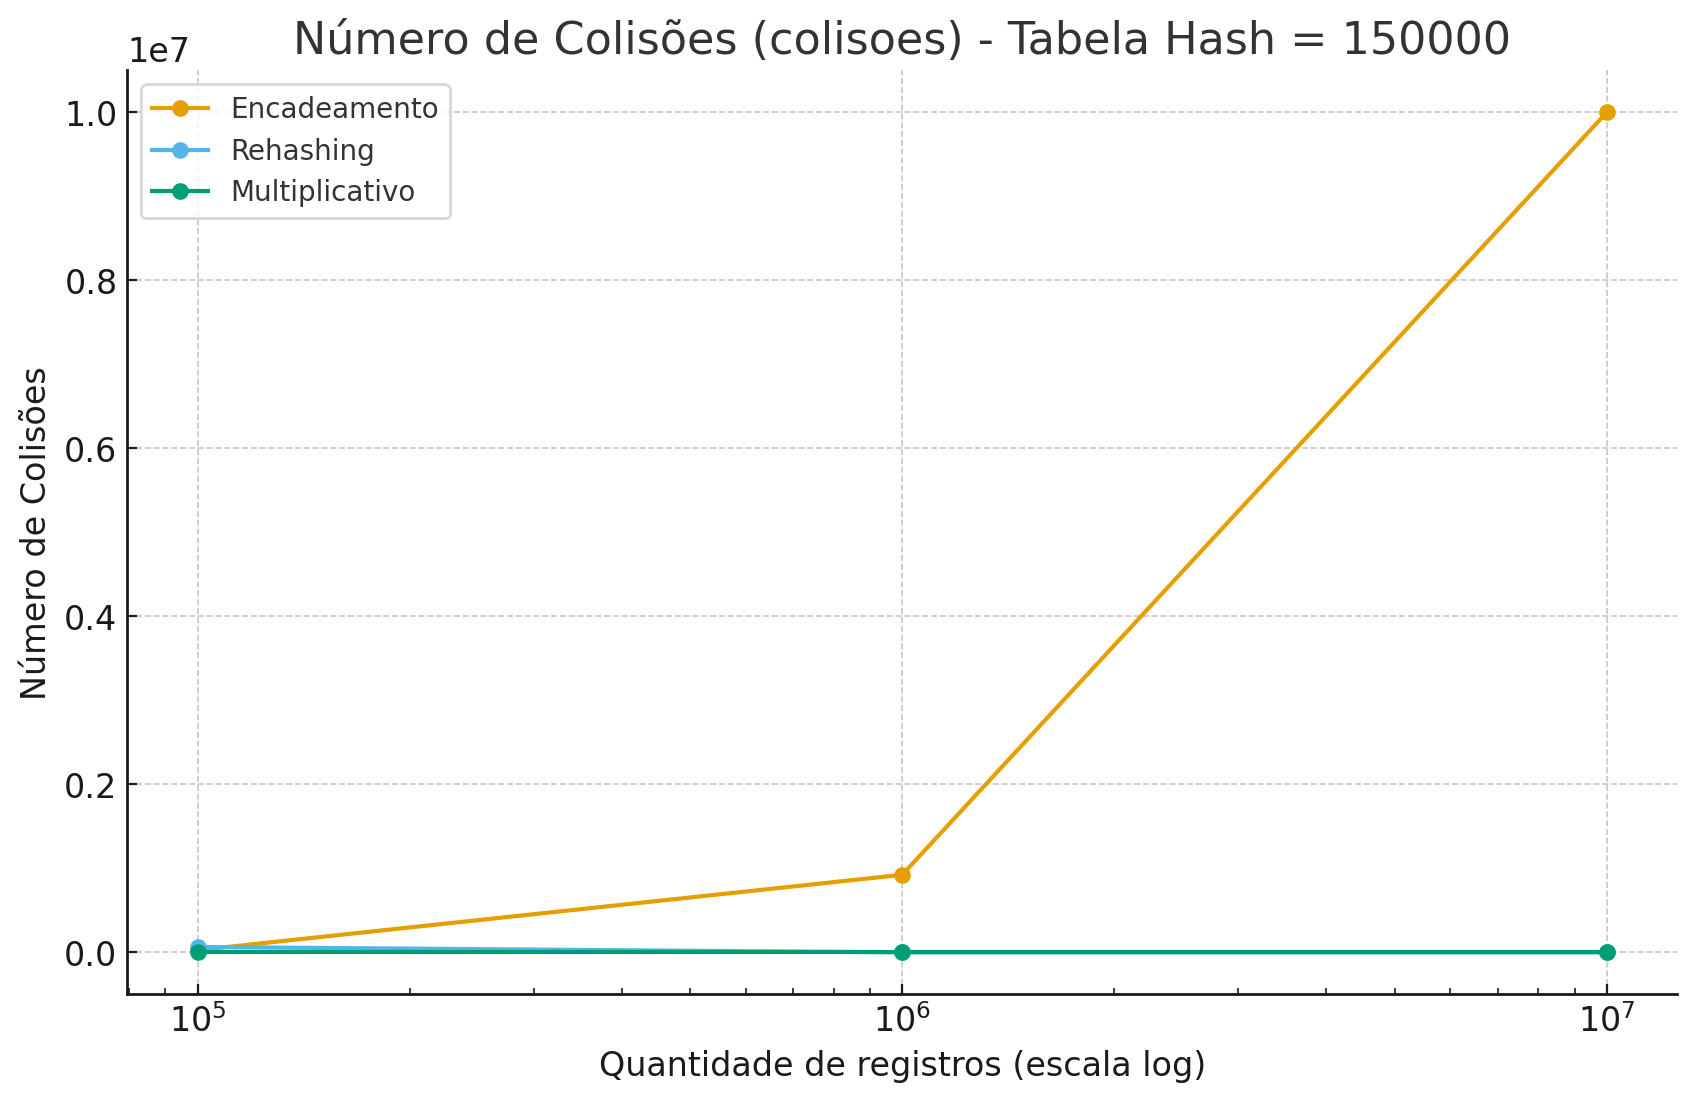 Número de Colisões (colisoes) - Tabela Hash = 150000
1e7
Encadeamento
Rehashing
Multiplicativo
1.0
0.8
0.6
0.4
0.2
0.0
Número de Colisões
10⁵ 10⁶ 10⁷
Quantidade de registros (escala log)